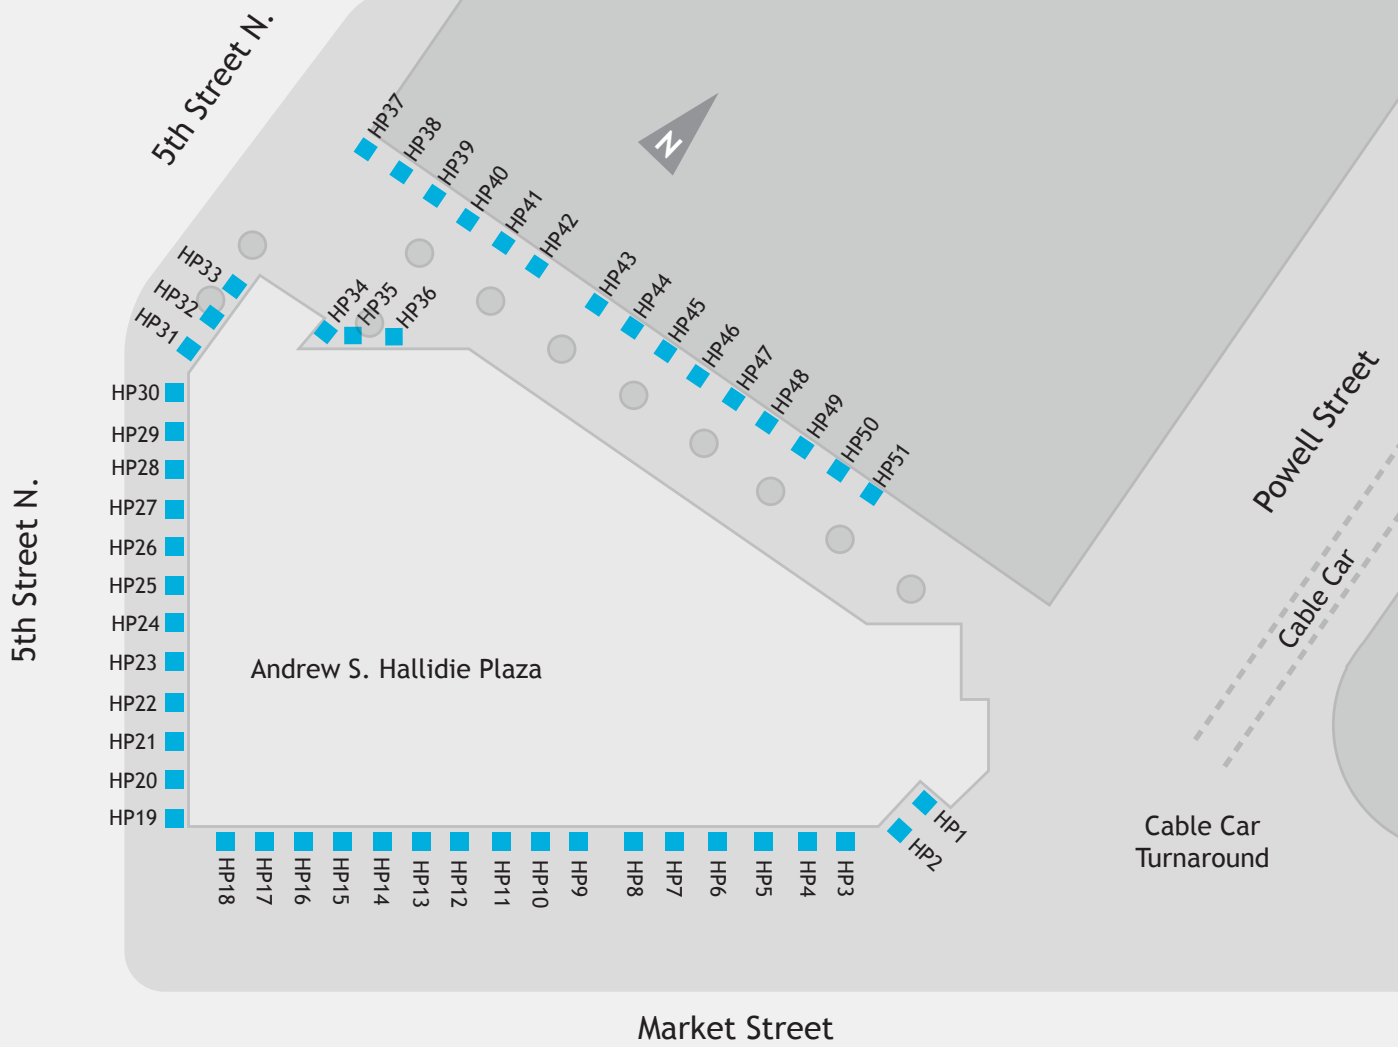 5th Street N.
HP37
HP38
HP39
HP40
HP41
HP42
HP43
HP44
HP45
HP46
HP47
HP48
HP49
HP50
HP51
N
HP33
HP32
HP31
HP34
HP35
HP36
HP30
HP29
HP28
HP27
HP26
HP25
HP24
HP23
HP22
HP21
HP20
HP19
5th Street N.
Andrew S. Hallidie Plaza
Powell Street
Cable Car
Cable Car
Turnaround
HP1
HP2
HP18
HP17
HP16
HP15
HP14
HP13
HP12
HP11
HP10
HP9
HP8
HP7
HP6
HP5
HP4
HP3
Market Street